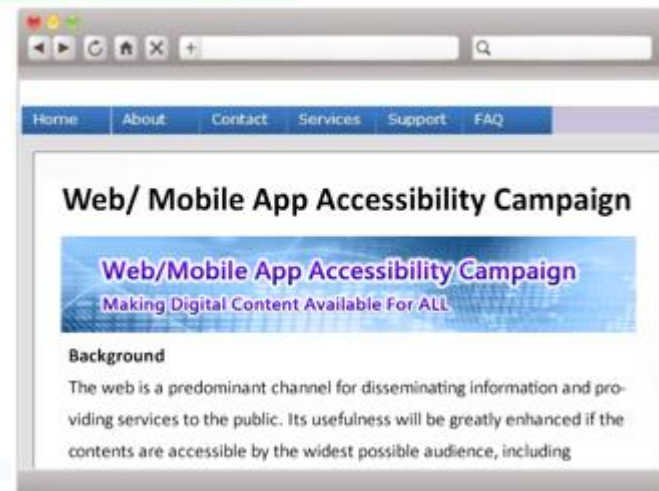 Home About Contact Services Support FAQ
Web/ Mobile App Accessibility Campaign
Web/Mobile App Accessibility Campaign
Making Digital Content Available For ALL
Background
The web is a predominant channel for disseminating information and pro-
viding services to the public. Its usefulness will be greatly enhanced if the
contents are accessible by the widest possible audience, including